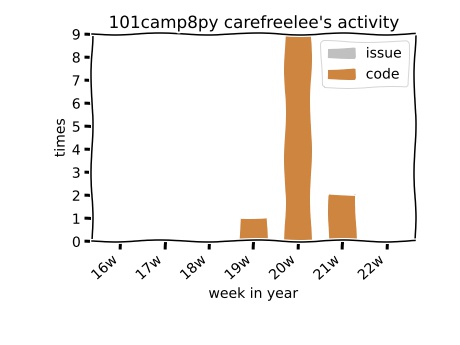 101camp8py carefreelee's activity
issue
code
9
8
7
6
5
4
3
2
1
0
times
16w 17w 18w 19w 20w 21w 22w
week in year